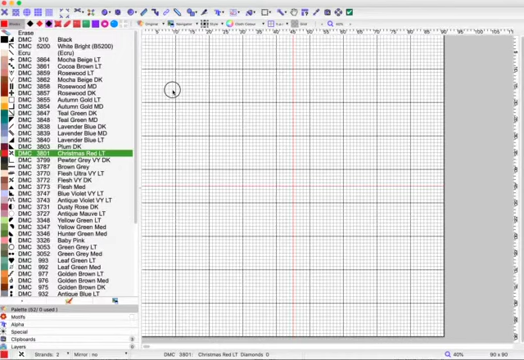 Erase
DMC 310 Black
DMC 5200 White Bright (B5200)
Ecru (Ecru)
DMC 3864 Mocha Beige LT
DMC 3861 Cocoa Brown LT
DMC 3859 Rosewood LT
DMC 3862 Mocha Beige DK
DMC 3858 Rosewood MD
DMC 3857 Rosewood DK
DMC 3855 Autumn Gold LT
DMC 3854 Autumn Gold MD
DMC 3847 Teal Green DK
DMC 3848 Teal Green MD
DMC 3838 Lavender Blue DK
DMC 3839 Lavender Blue MD
DMC 3840 Lavender Blue LT
DMC 3803 Plum DK
DMC 3801 Christmas Red LT
DMC 3799 Pewter Grey VY DK
DMC 3787 Brown Grey
DMC 3770 Flesh Ultra VY LT
DMC 3772 Flesh VY DK
DMC 3773 Flesh Med
DMC 3747 Blue Violet VY LT
DMC 3743 Antique Violet VY LT
DMC 3731 Dusty Rose DK
DMC 3727 Antique Mauve LT
DMC 3348 Yellow Green LT
DMC 3347 Yellow Green Med
DMC 3346 Hunter Green
DMC 3326 Baby Pink
DMC 3053 Green Grey LT
DMC 3052 Green Grey Med
DMC 993 Leaf Green LT
DMC 992 Leaf Green Med
DMC 977 Golden Brown LT
DMC 976 Golden Brown Med
DMC 975 Golden Brown DK
DMC 932 Antique Blue LT
Palette (62/ 0 used)
Motifs
Alpha
Special
Clipboards
Layers
Strands: 2
Mirror: no
DMC 3801: Christmas Red LT Diamonds 0
40%
90 x 90